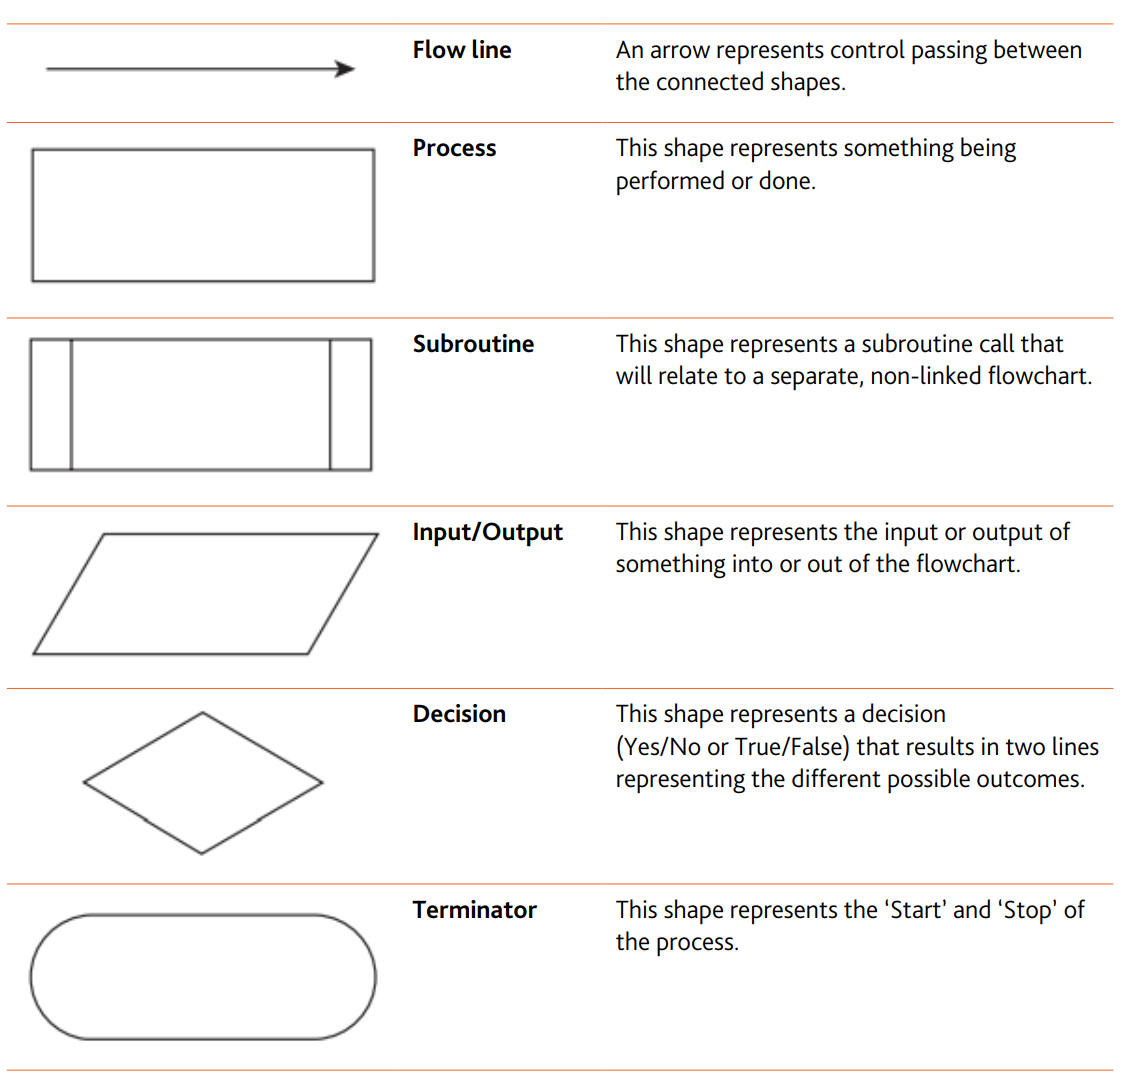 Flow line
An arrow represents control passing between
the connected shapes.
Process
This shape represents something being
performed or done.
Subroutine
This shape represents a subroutine call that
will relate to a separate, non-linked flowchart.
Input/Output
This shape represents the input or output of
something into or out of the flowchart.
Decision
This shape represents a decision
(Yes/No or True/False) that results in two lines
representing the different possible outcomes.
Terminator
This shape represents the ‘Start’ and ‘Stop’ of
the process.